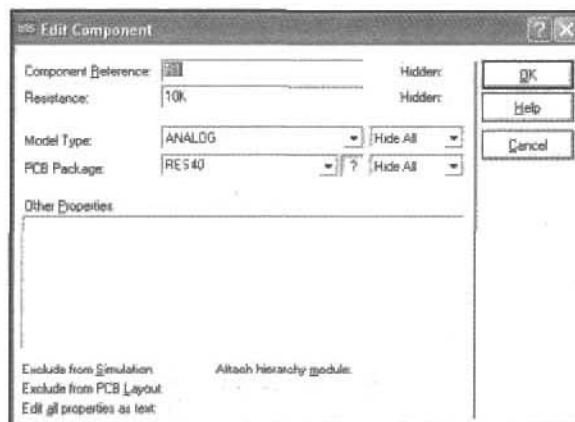 Edit Component
Component Reference:
Hidden:
Resistance: 10K Hidden:
Model Type: ANALOG Hide All
PCB Package: RES40 ? Hide All
Other Properties
Exclude from Simulation Attach hierarchy module:
Exclude from PCB Layout
Edit all properties as text:
OK
Help
Cancel